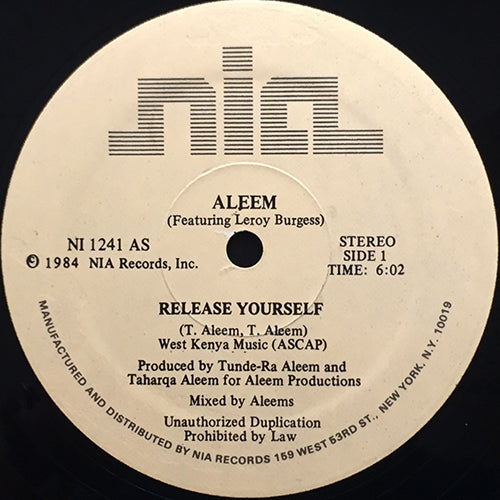 nia
ALEEM
(Featuring Leroy Burgess)
NI 1241 AS
℗ 1984 NIA Records, Inc.
STEREO
SIDE 1
TIME: 6:02
RELEASE YOURSELF
(T. Aleem, T. Aleem)
West Kenya Music (ASCAP)
Produced by Tunde-Ra Aleem and
Taharqa Aleem for Aleem Productions
Mixed by Aleems
Unauthorized Duplication
Prohibited by Law
MANUFACTURED AND DISTRIBUTED BY NIA RECORDS 159 WEST 53RD ST., NEW YORK, N.Y. 10019